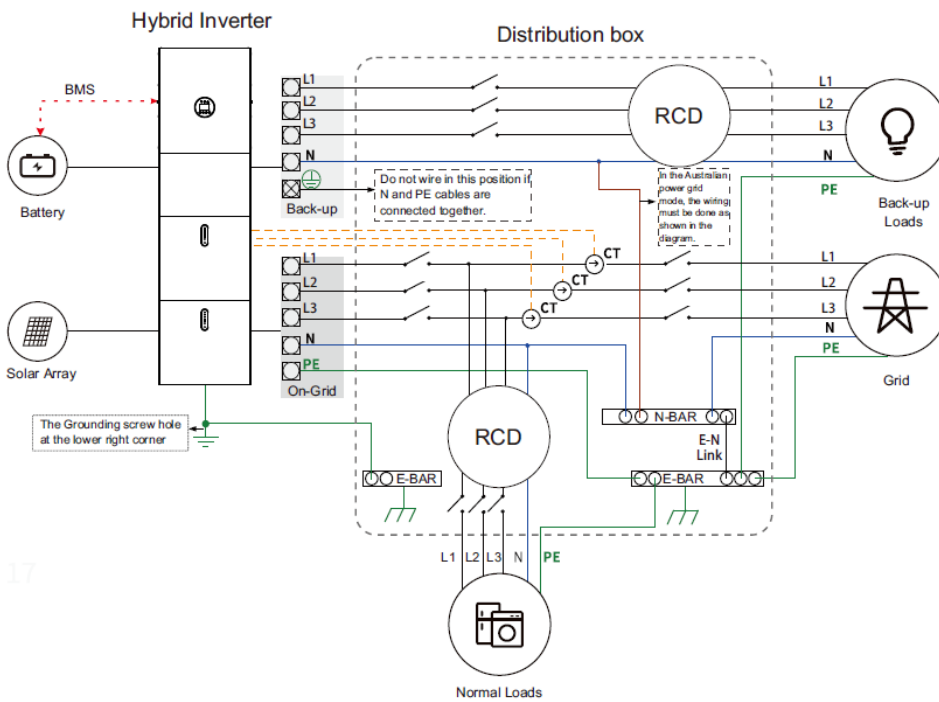 Hybrid Inverter
Distribution box
BMS
L1
L2
L3
N
Back-up
RCD
L1
L2
L3
N
PE
Battery
Do not wire in this position if
N and PE cables are
connected together.
In the Australian
power grid
mode, the wiring
must be done as
shown in the
diagram.
Back-up
Loads
L1
L2
L3
N
PE
On-Grid
CT
CT
CT
L1
L2
L3
N
PE
Solar Array
Grid
The Grounding screw hole
at the lower right corner
RCD
N-BAR
E-N
Link
E-BAR
E-BAR
L1
L2
L3
N
PE
17
Normal Loads